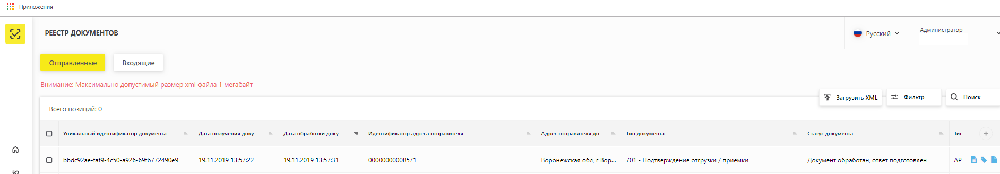 Приложения
РЕЕСТР ДОКУМЕНТОВ
Русский
Администратор
Отправленные
Входящие
Внимание: Максимально допустимый размер xml файла 1 мегабайт
Загрузить XML
Фильтр
Поиск
Всего позиций: 0
Уникальный идентификатор документа
Дата получения доку...
Дата обработки доку...
Идентификатор адреса отправителя
Адрес отправителя до...
Тип документа
Статус документа
Тип
bbdc92ae-faf9-4c50-a926-69fb772490e9
19.11.2019 13:57:22
19.11.2019 13:57:31
00000000008571
Воронежская обл, г Вор...
701 - Подтверждение отгрузки / приемки
Документ обработан, ответ подготовлен
AP